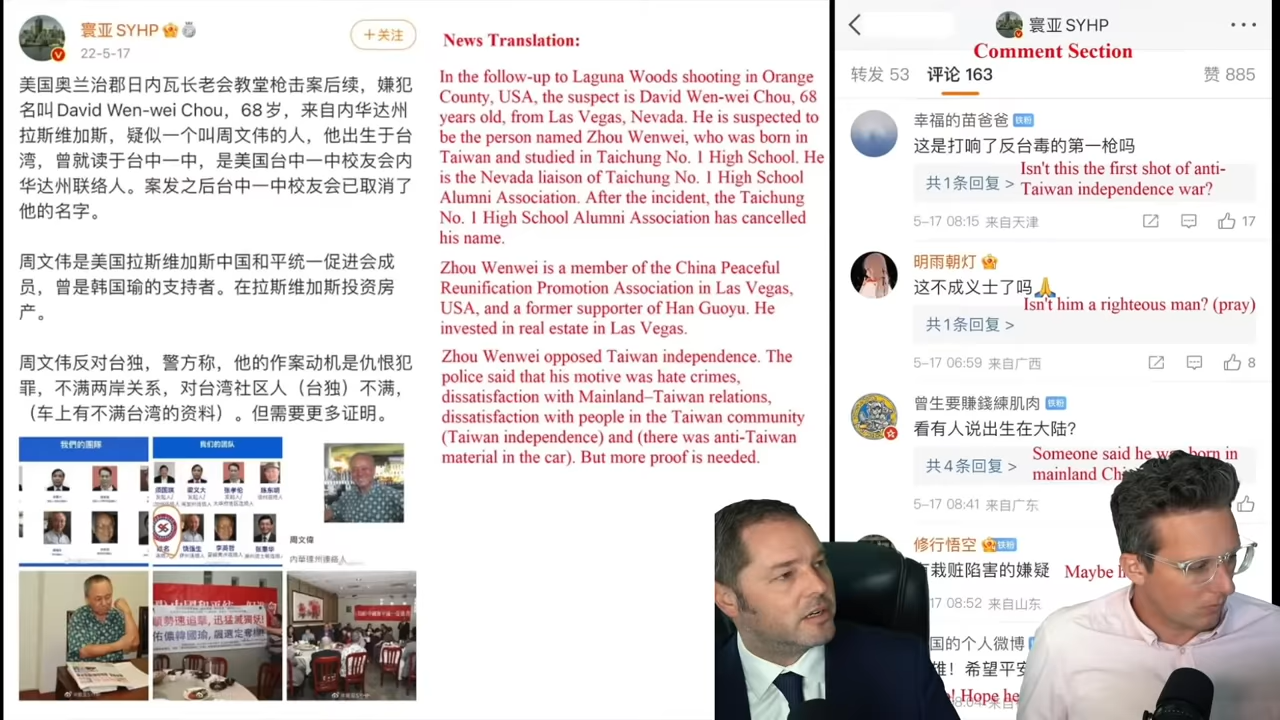 寰亚 SYHP
22-5-17
+关注
美国奥兰治郡日内瓦长老会教堂枪击案后续，嫌犯
名叫David Wen-wei Chou，68岁，来自内华达州
拉斯维加斯，疑似一个叫周文伟的人，他出生于台
湾，曾就读于台中一中，是美国台中一中校友会内
华达州联络人。案发之后台中一中校友会已取消了
他的名字。
周文伟是美国拉斯维加斯中国和平统一促进会成
员，曾是韩国瑜的支持者。在拉斯维加斯投资房
产。
周文伟反对台独，警方称，他的作案动机是仇恨犯
罪，不满两岸关系，对台湾社区人（台独）不满，
（车上有不满台湾的资料）。但需要更多证明。
我們的團隊
我们的团队
周文偉
News Translation:
In the follow-up to Laguna Woods shooting in Orange
County, USA, the suspect is David Wen-wei Chou, 68
years old, from Las Vegas, Nevada. He is suspected to
be the person named Zhou Wenwei, who was born in
Taiwan and studied in Taichung No. 1 High School. He
is the Nevada liaison of Taichung No. 1 High School
Alumni Association. After the incident, the Taichung
No. 1 High School Alumni Association has cancelled
his name.
Zhou Wenwei is a member of the China Peaceful
Reunification Promotion Association in Las Vegas,
USA, and a former supporter of Han Guoyu. He
invested in real estate in Las Vegas.
Zhou Wenwei opposed Taiwan independence. The
police said that his motive was hate crimes,
dissatisfaction with Mainland–Taiwan relations,
dissatisfaction with people in the Taiwan community
(Taiwan independence) and (there was anti-Taiwan
material in the car). But more proof is needed.
寰亚 SYHP
Comment Section
转发 53 评论 163 赞 885
幸福的苗爸爸 铁粉
这是打响了反台毒的第一枪吗
共1条回复 >
Isn't this the first shot of anti-
Taiwan independence war?
5-17 08:15 来自天津 17
明雨朝灯
这不成义士了吗🙏
Isn't him a righteous man? (pray)
共1条回复 >
5-17 06:59 来自广西 8
曾生要賺錢練肌肉 铁粉
看有人说出生在大陆?
共4条回复 >
Someone said he was born in
mainland Ch
5-17 08:41 来自广东
修行悟空 铁粉
栽赃陷害的嫌疑
Maybe h
17 08:52 来自山东
国的个人微博
雄！希望平安
! Hope he